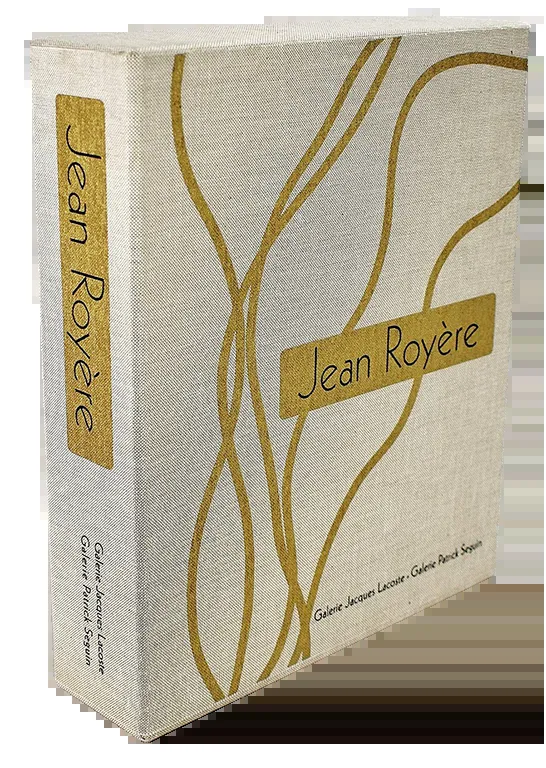 Jean Royère
Galerie Jacques Lacoste
Galerie Patrick Seguin
Jean Royère
Galerie Jacques Lacoste - Galerie Patrick Seguin